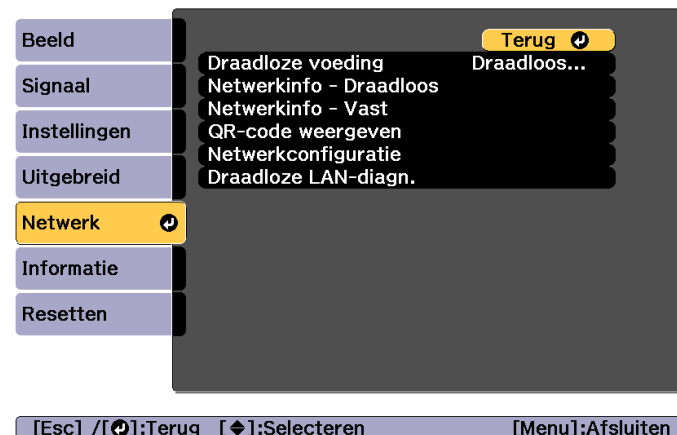 Beeld
Signaal
Instellingen
Uitgebreid
Netwerk
Informatie
Resetten
Terug
Draadloze voeding Draadloos...
Netwerkinfo - Draadloos
Netwerkinfo - Vast
QR-code weergeven
Netwerkconfiguratie
Draadloze LAN-diagn.
[Esc] /[⏎]:Terug [◆]:Selecteren [Menu]:Afsluiten